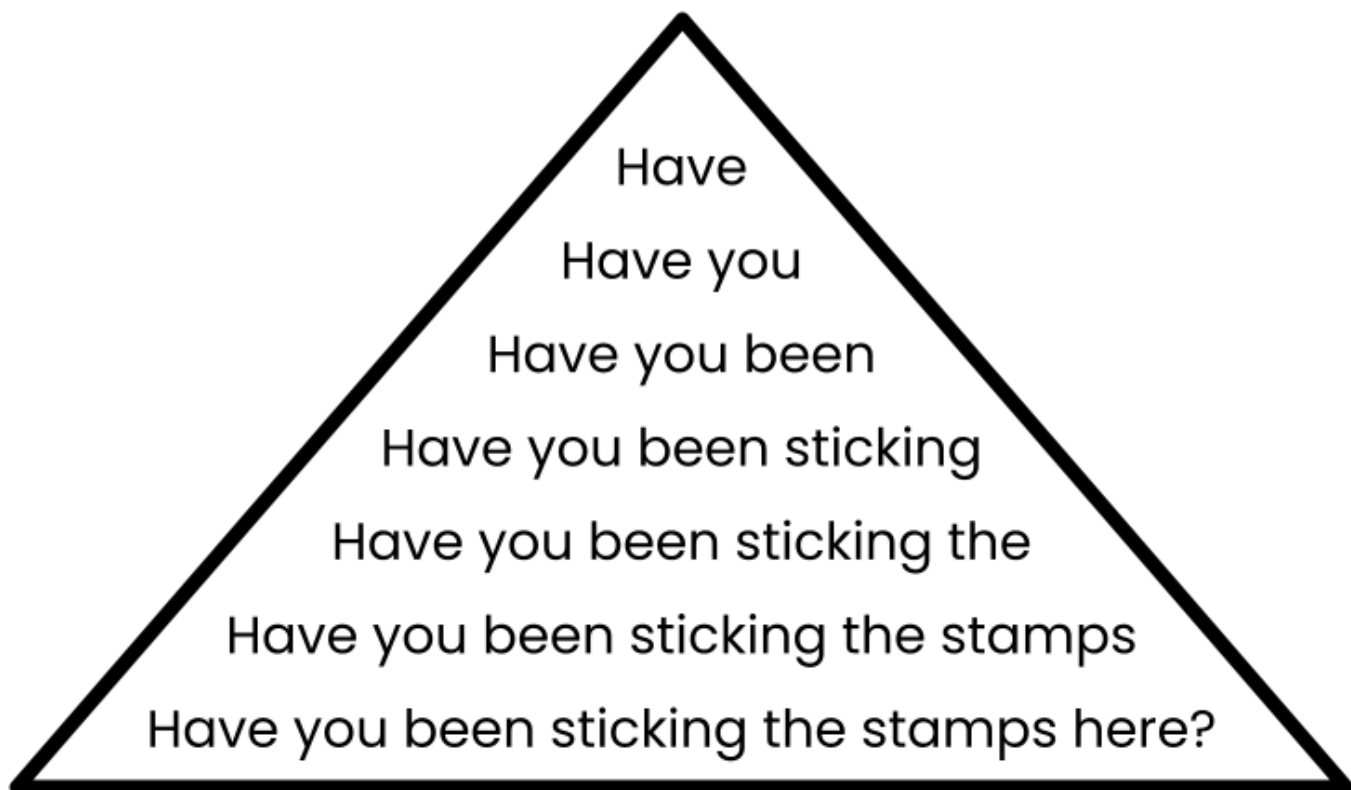 Have
Have you
Have you been
Have you been sticking
Have you been sticking the
Have you been sticking the stamps
Have you been sticking the stamps here?